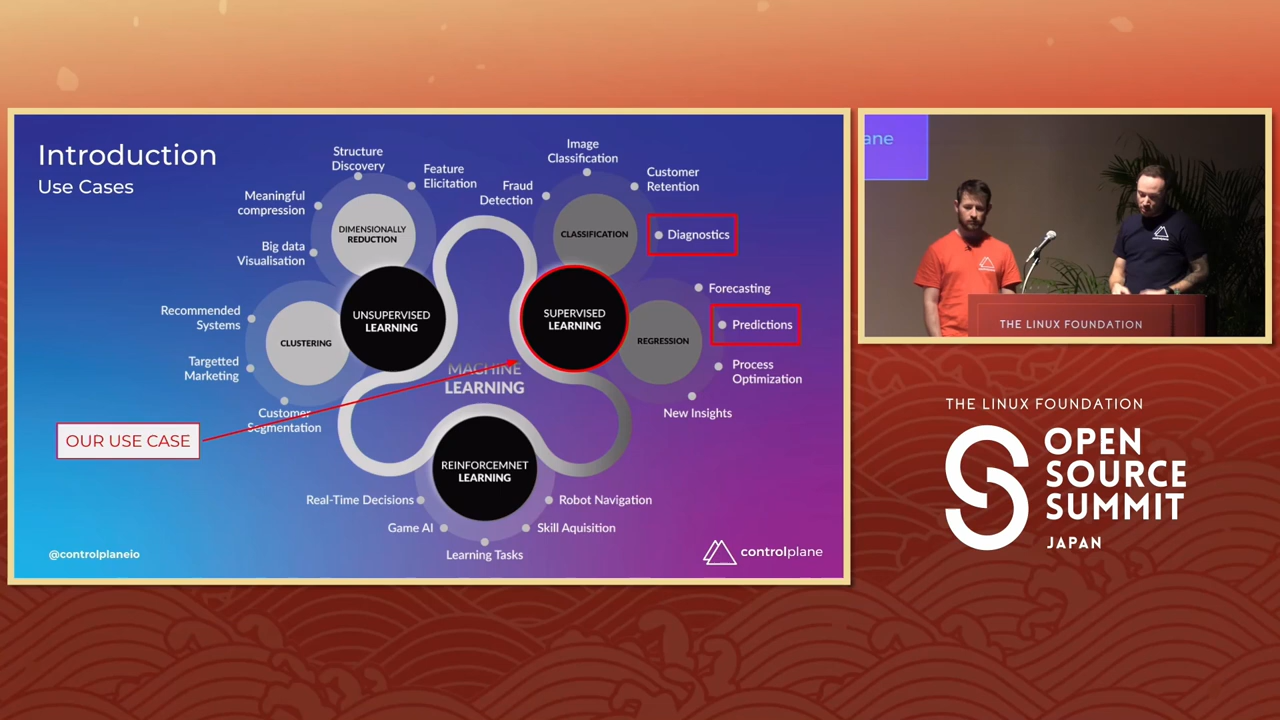 Introduction
Use Cases
Structure
Discovery
Feature
Elicitation
Meaningful
compression
Big data
Visualisation
DIMENSIONALLY
REDUCTION
Recommended
Systems
Targetted
Marketing
Customer
Segmentation
CLUSTERING
UNSUPERVISED
LEARNING
Image
Classification
Fraud
Detection
Customer
Retention
CLASSIFICATION
Diagnostics
SUPERVISED
LEARNING
Forecasting
Predictions
REGRESSION
Process
Optimization
New Insights
MACHINE
LEARNING
OUR USE CASE
REINFORCEMNET
LEARNING
Real-Time Decisions
Robot Navigation
Game AI
Skill Aquisition
Learning Tasks
@controlplaneio
controlplane
ane
THE LINUX FOUNDATION
THE LINUX FOUNDATION
OPEN
SOURCE
SUMMIT
JAPAN